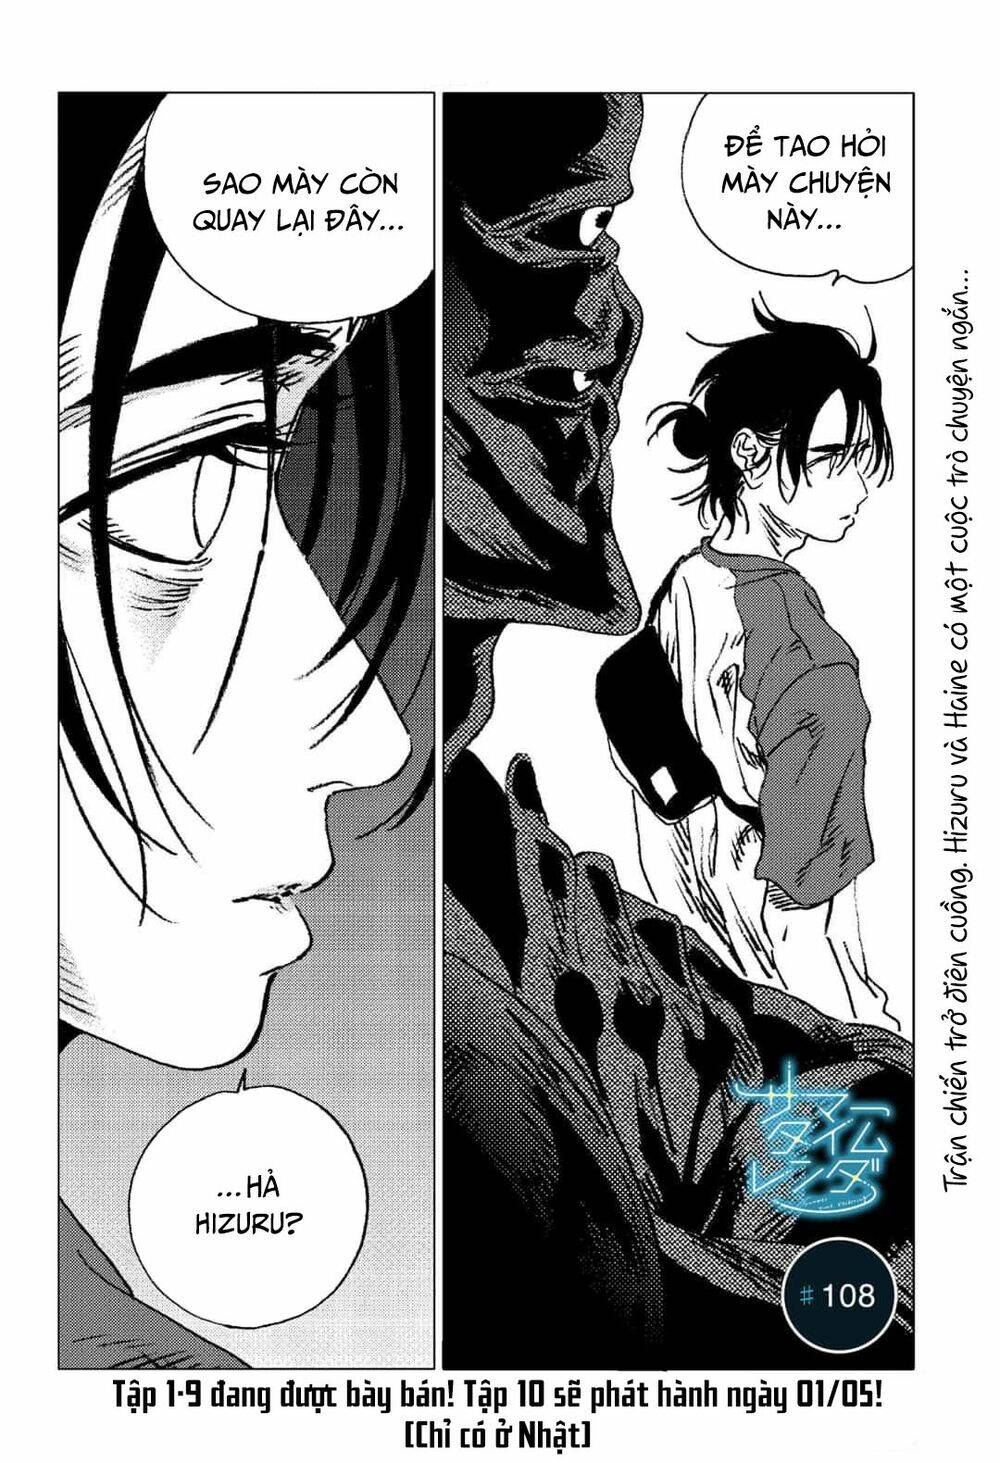 ĐỂ TAO HỎI
MÀY CHUYỆN
NÀY...
SAO MÀY CÒN
QUAY LẠI ĐÂY...
...HẢ
HIZURU?
Trận chiến trở điên cuồng. Hizuru và Haine có một cuộc trò chuyện ngắn...
サマータイムレンダ
#108
Tập 1-9 đang được bày bán! Tập 10 sẽ phát hành ngày 01/05!
[Chỉ có ở Nhật]